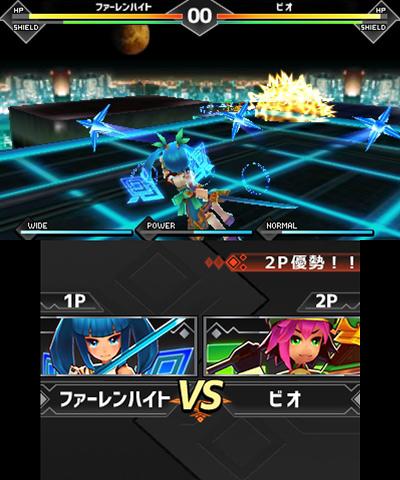 HP ファーレンハイト 00 ビオ HP
SHIELD SHIELD
WIDE POWER NORMAL
2P優勢！！
1P 2P
ファーレンハイト VS ビオ